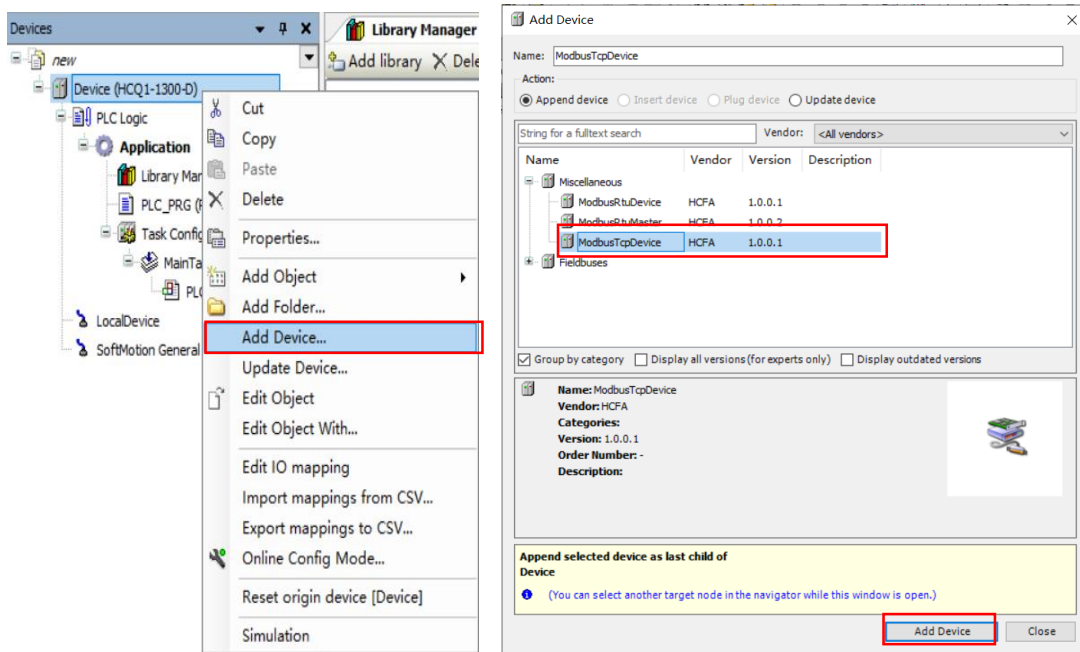 Devices
new
Device (HCQ1-1300-D)
PLC Logic
Application
Library Mar
PLC_PRG (
Task Config
MainTa
PL
LocalDevice
SoftMotion General
Library Manager
Add library Dele
Cut
Copy
Paste
Delete
Properties...
Add Object
Add Folder...
Add Device...
Update Device...
Edit Object
Edit Object With...
Edit IO mapping
Import mappings from CSV...
Export mappings to CSV...
Online Config Mode...
Reset origin device [Device]
Simulation
Add Device
Name: ModbusTcpDevice
Action:
Append device Insert device Plug device Update device
String for a fulltext search Vendor: <All vendors>
Name Vendor Version Description
Miscellaneous
ModbusRtuDevice HCFA 1.0.0.1
ModbusRtuMaster HCFA 1.0.0.2
ModbusTcpDevice HCFA 1.0.0.1
Fieldbuses
Group by category Display all versions (for experts only) Display outdated versions
Name: ModbusTcpDevice
Vendor: HCFA
Categories:
Version: 1.0.0.1
Order Number: -
Description:
Append selected device as last child of
Device
(You can select another target node in the navigator while this window is open.)
Add Device Close